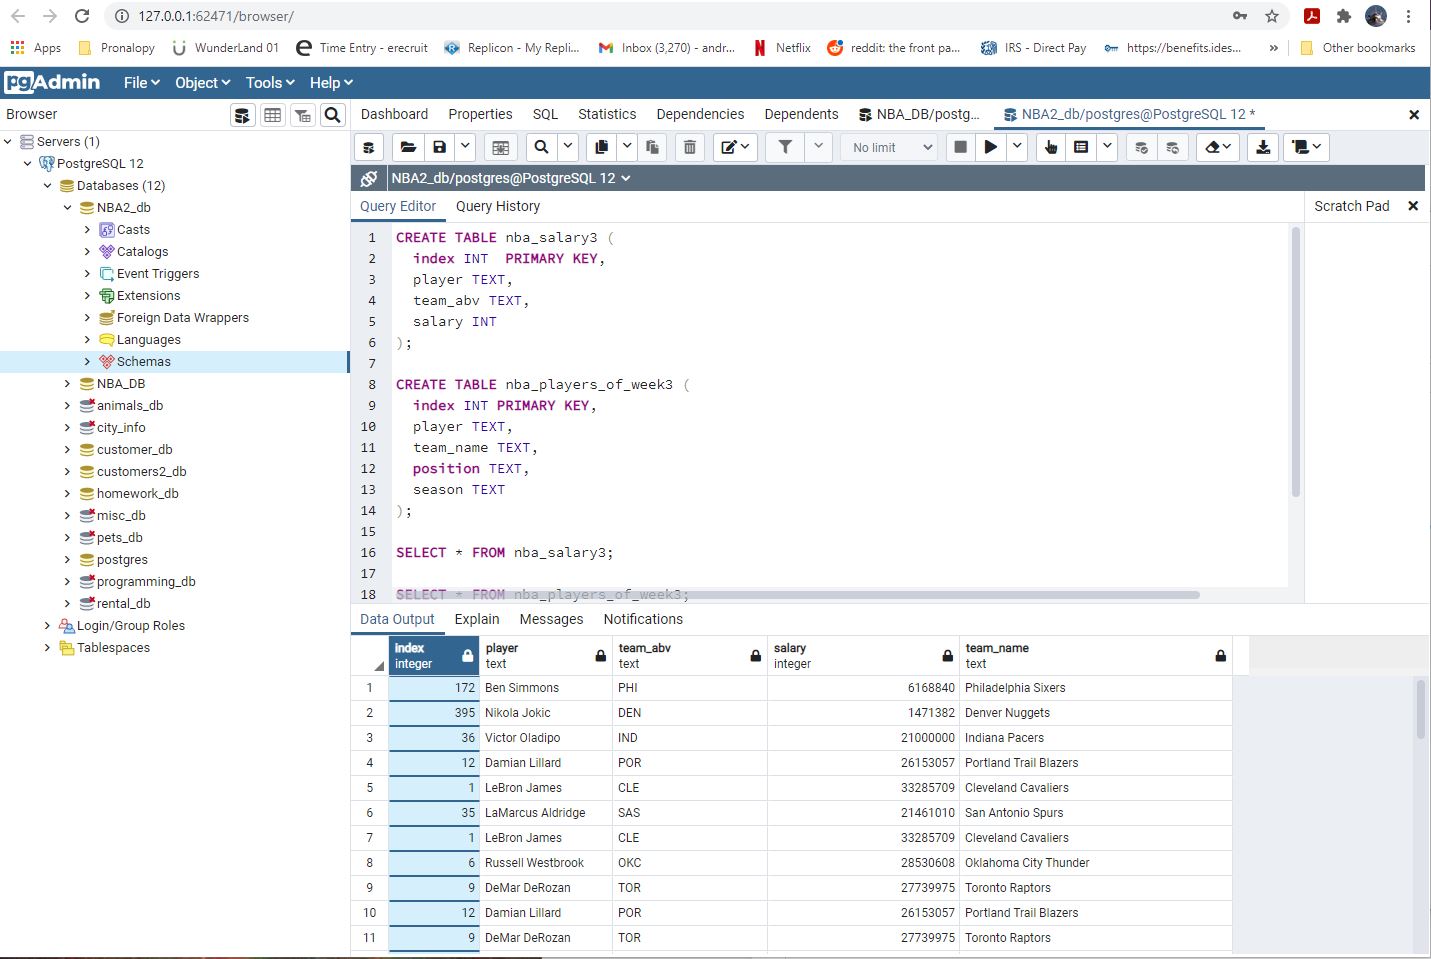 127.0.0.1:62471/browser/
Apps Pronalopy WunderLand 01 Time Entry - erecruit Replicon - My Repli... Inbox (3,270) - andr... Netflix reddit: the front pa... IRS - Direct Pay https://benefits.ides... » Other bookmarks
pgAdmin File Object Tools Help
Browser
Dashboard Properties SQL Statistics Dependencies Dependents NBA_DB/postg... NBA2_db/postgres@PostgreSQL 12 *
No limit
NBA2_db/postgres@PostgreSQL 12
Servers (1)
PostgreSQL 12
Databases (12)
NBA2_db
Casts
Catalogs
Event Triggers
Extensions
Foreign Data Wrappers
Languages
Schemas
NBA_DB
animals_db
city_info
customer_db
customers2_db
homework_db
misc_db
pets_db
postgres
programming_db
rental_db
Login/Group Roles
Tablespaces
Query Editor Query History
Scratch Pad
1 CREATE TABLE nba_salary3 (
2 index INT  PRIMARY KEY,
3 player TEXT,
4 team_abv TEXT,
5 salary INT
6 );
7
8 CREATE TABLE nba_players_of_week3 (
9 index INT PRIMARY KEY,
10 player TEXT,
11 team_name TEXT,
12 position TEXT,
13 season TEXT
14 );
15
16 SELECT * FROM nba_salary3;
17
18 SELECT * FROM nba_players_of_week3;
Data Output Explain Messages Notifications
index player team_abv salary team_name
integer text text integer text
1 172 Ben Simmons PHI 6168840 Philadelphia Sixers
2 395 Nikola Jokic DEN 1471382 Denver Nuggets
3 36 Victor Oladipo IND 21000000 Indiana Pacers
4 12 Damian Lillard POR 26153057 Portland Trail Blazers
5 1 LeBron James CLE 33285709 Cleveland Cavaliers
6 35 LaMarcus Aldridge SAS 21461010 San Antonio Spurs
7 1 LeBron James CLE 33285709 Cleveland Cavaliers
8 6 Russell Westbrook OKC 28530608 Oklahoma City Thunder
9 9 DeMar DeRozan TOR 27739975 Toronto Raptors
10 12 Damian Lillard POR 26153057 Portland Trail Blazers
11 9 DeMar DeRozan TOR 27739975 Toronto Raptors